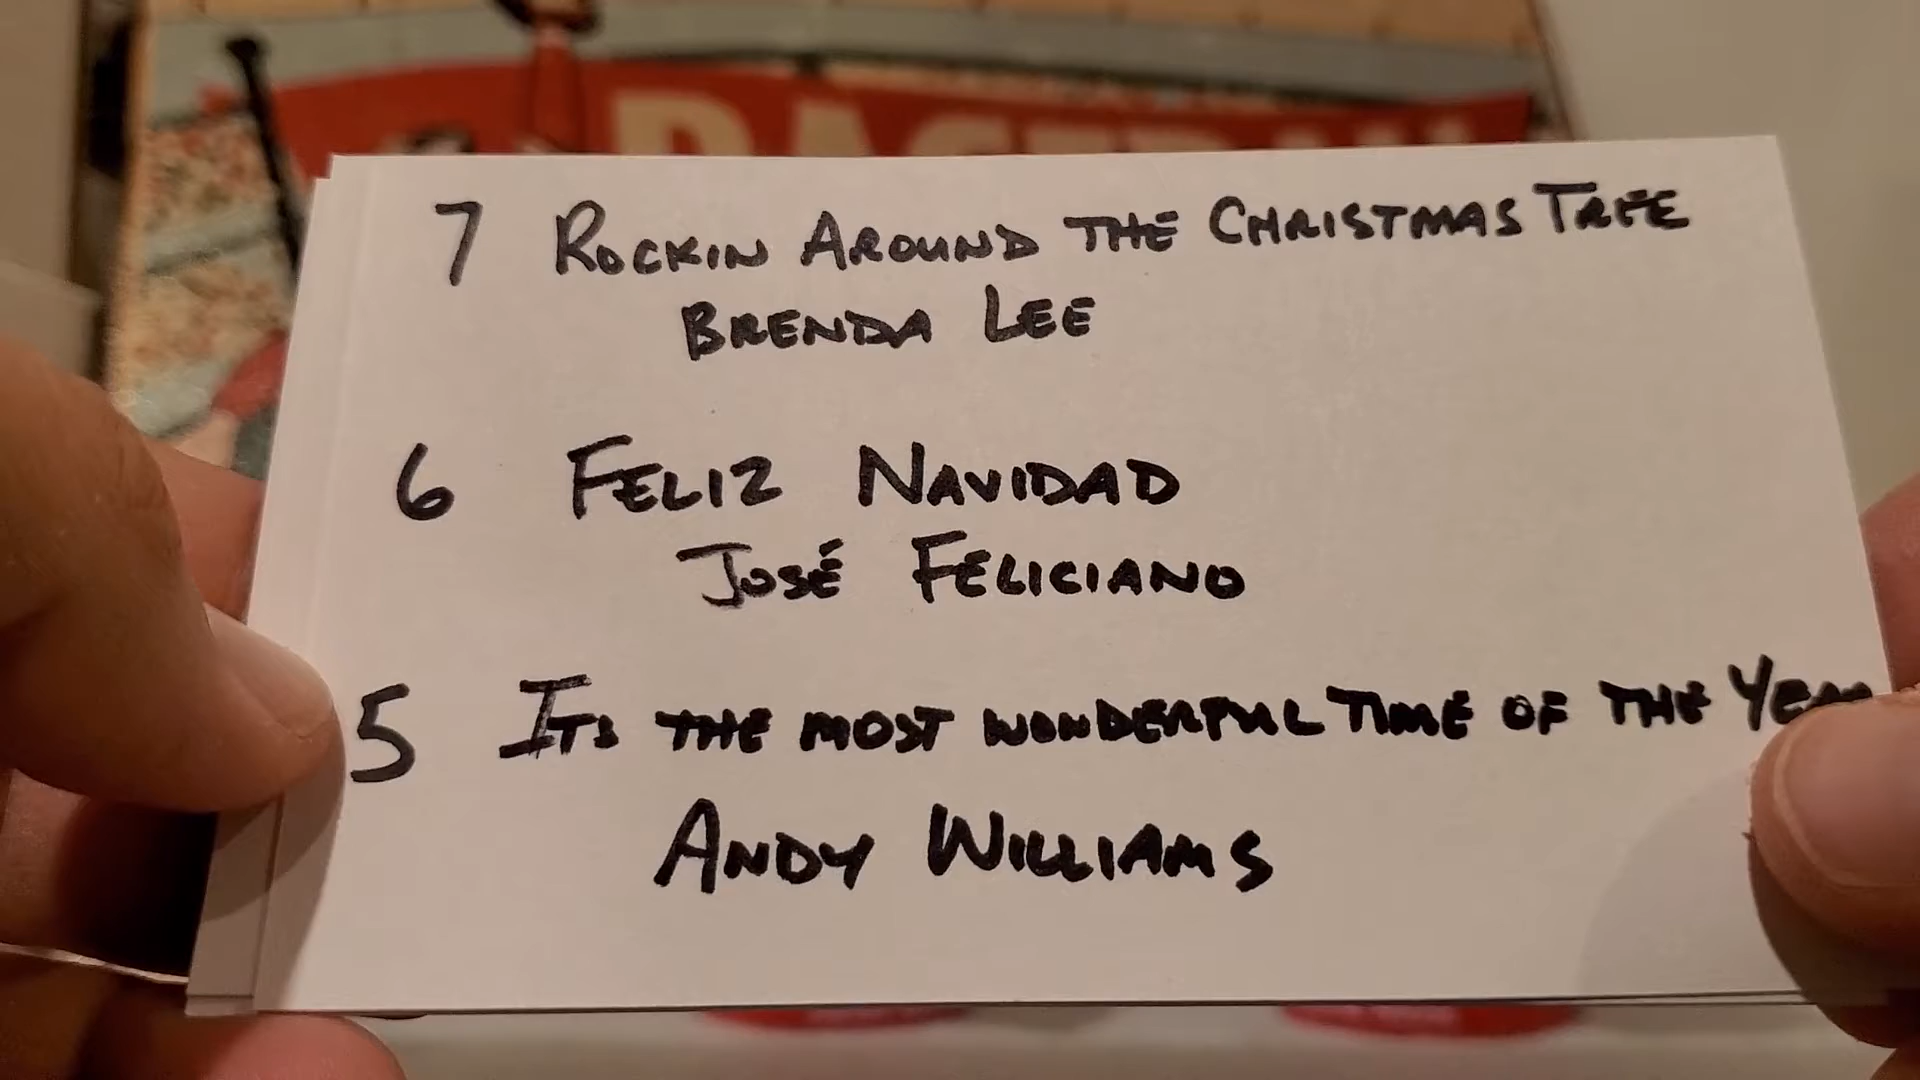 7 ROCKIN AROUND THE CHRISTMAS TREE
BRENDA LEE
6 FELIZ NAVIDAD
JOSÉ FELICIANO
5 ITS THE MOST WONDERFUL TIME OF THE YEAR
ANDY WILLIAMS